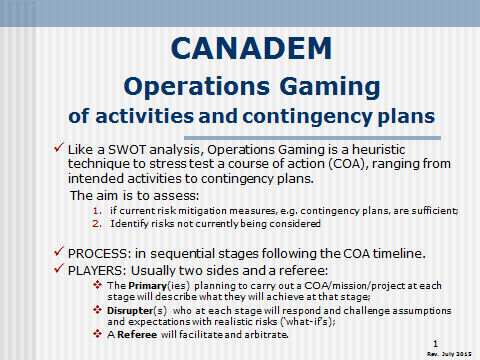 CANADEM
Operations Gaming
of activities and contingency plans
✓ Like a SWOT analysis, Operations Gaming is a heuristic
technique to stress test a course of action (COA), ranging from
intended activities to contingency plans.
The aim is to assess:
1. if current risk mitigation measures, e.g. contingency plans, are sufficient;
2. Identify risks not currently being considered
✓ PROCESS: in sequential stages following the COA timeline.
✓ PLAYERS: Usually two sides and a referee:
❖ The Primary(ies) planning to carry out a COA/mission/project at each
stage will describe what they will achieve at that stage;
❖ Disrupter(s) who at each stage will respond and challenge assumptions
and expectations with realistic risks ('what-if's);
❖ A Referee will facilitate and arbitrate.
1
Rev. July 2015